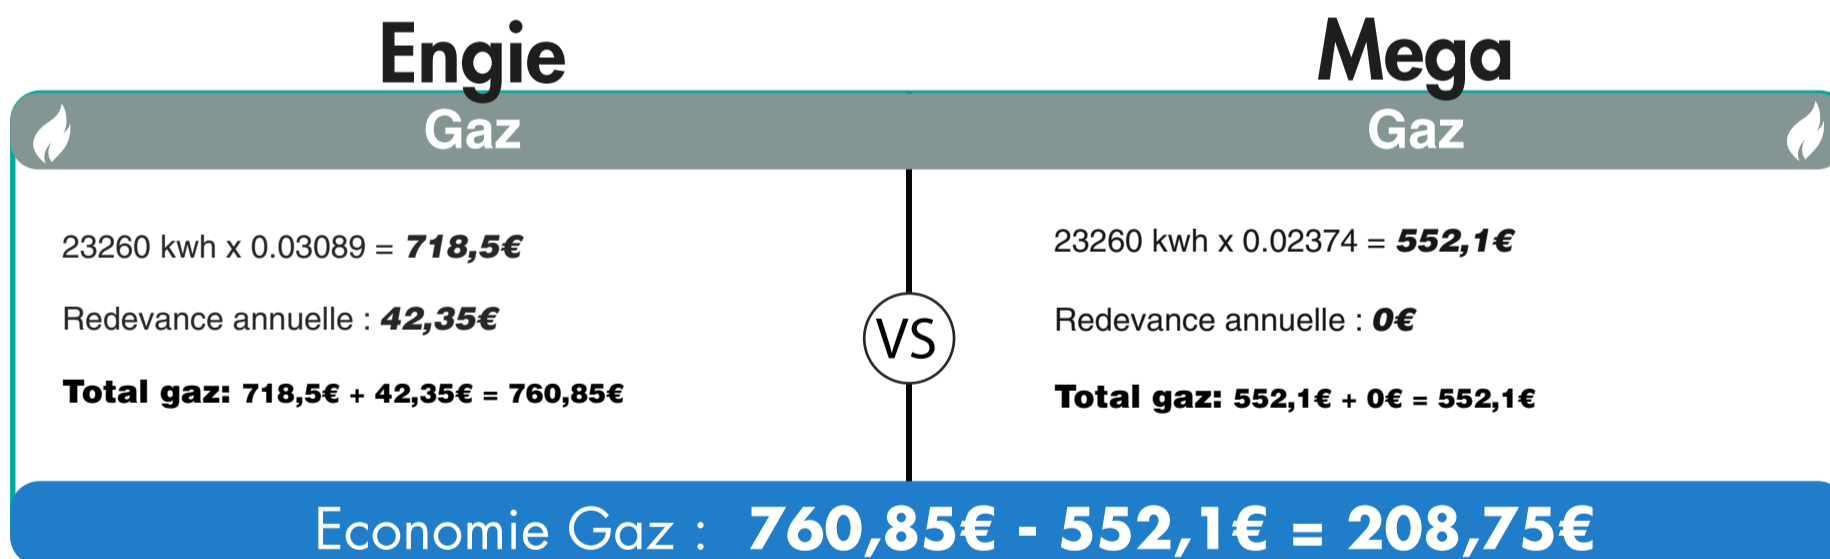 Engie
Gaz
23260 kwh x 0.03089 = 718,5€
Redevance annuelle : 42,35€
Total gaz: 718,5€ + 42,35€ = 760,85€
VS
Mega
Gaz
23260 kwh x 0.02374 = 552,1€
Redevance annuelle : 0€
Total gaz: 552,1€ + 0€ = 552,1€
Economie Gaz : 760,85€ - 552,1€ = 208,75€